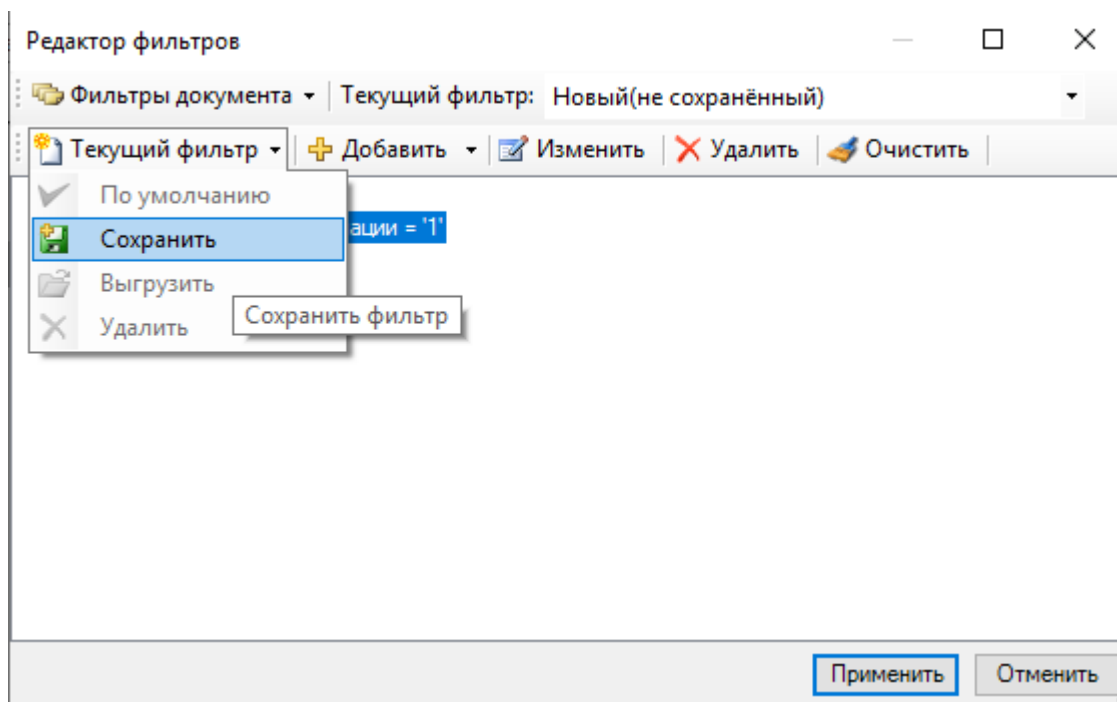 Редактор фильтров
Фильтры документа Текущий фильтр: Новый(не сохранённый)
Текущий фильтр Добавить Изменить Удалить Очистить
По умолчанию
Сохранить ации = '1'
Выгрузить
Удалить Сохранить фильтр
Применить Отменить